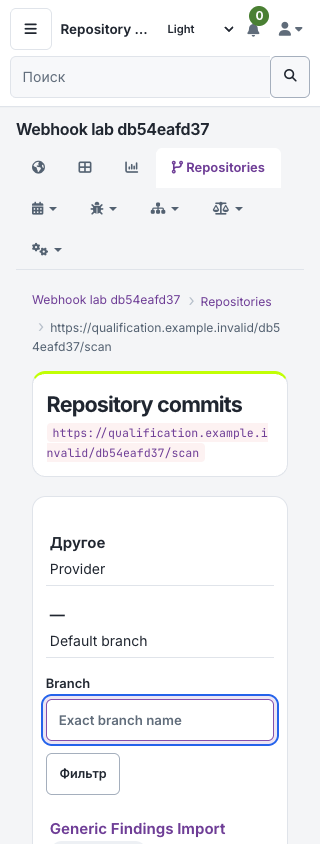 Repository ...
Light
0
Поиск
Webhook lab db54eafd37
Repositories
Webhook lab db54eafd37
Repositories
https://qualification.example.invalid/db5
4eafd37/scan
Repository commits
https://qualification.example.i
nvalid/db54eafd37/scan
Другое
Provider
—
Default branch
Branch
Exact branch name
Фильтр
Generic Findings Import